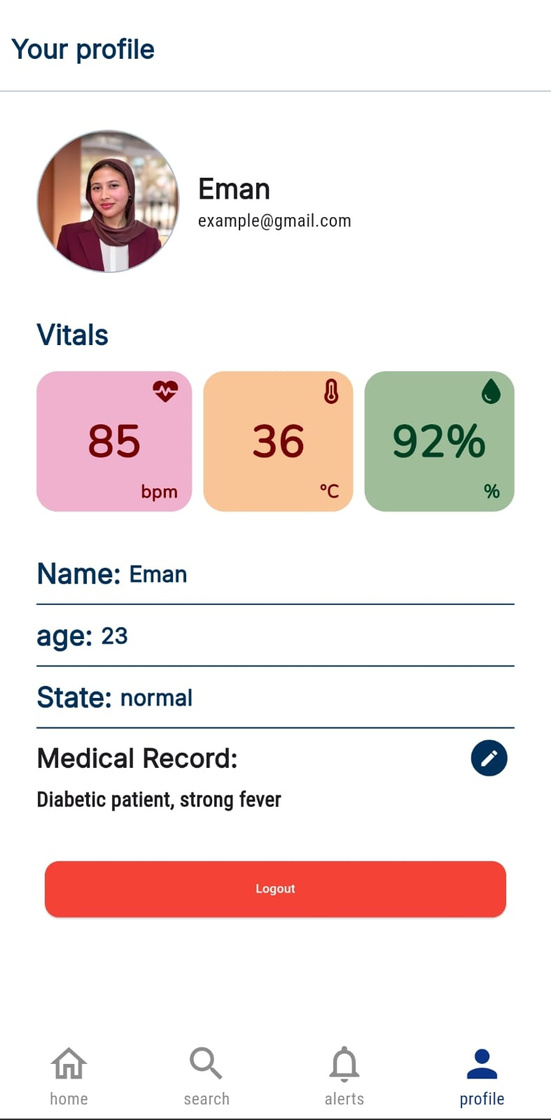 Your profile
Eman
example@gmail.com
Vitals
85 36 92%
bpm °C %
Name: Eman
age: 23
State: normal
Medical Record:
Diabetic patient, strong fever
Logout
home search alerts profile